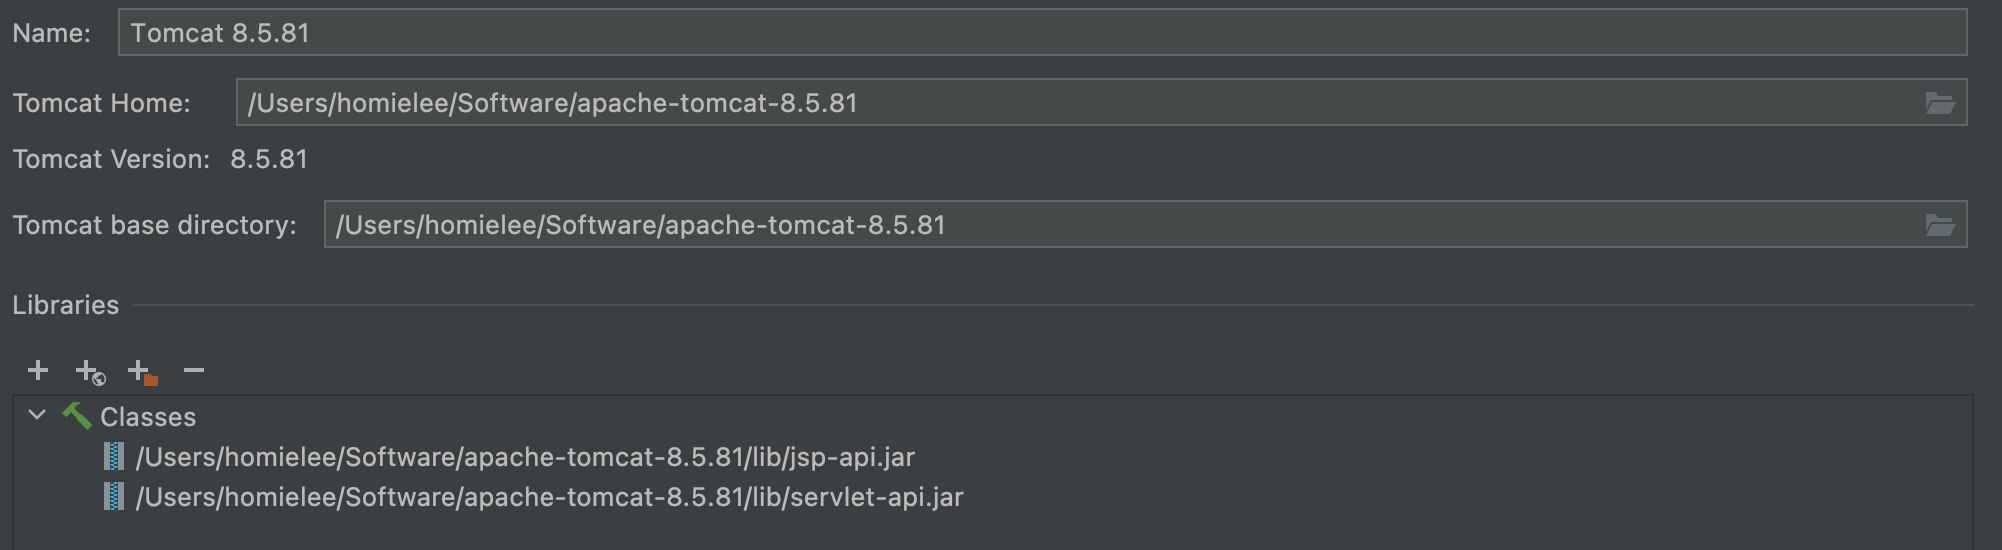 Name: Tomcat 8.5.81
Tomcat Home: /Users/homielee/Software/apache-tomcat-8.5.81
Tomcat Version: 8.5.81
Tomcat base directory: /Users/homielee/Software/apache-tomcat-8.5.81
Libraries
Classes
/Users/homielee/Software/apache-tomcat-8.5.81/lib/jsp-api.jar
/Users/homielee/Software/apache-tomcat-8.5.81/lib/servlet-api.jar